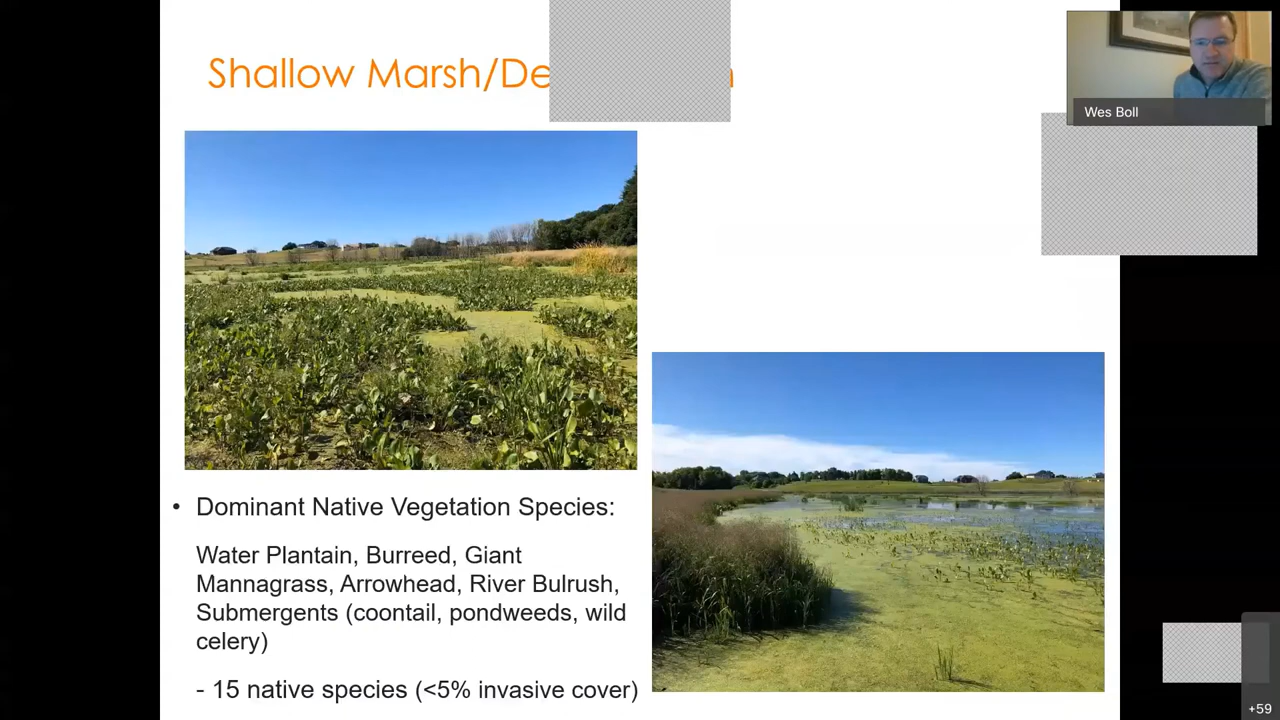 Shallow Marsh/De
Wes Boll
• Dominant Native Vegetation Species:
Water Plantain, Burreed, Giant
Mannagrass, Arrowhead, River Bulrush,
Submergents (coontail, pondweeds, wild
celery)
- 15 native species (<5% invasive cover)
+59